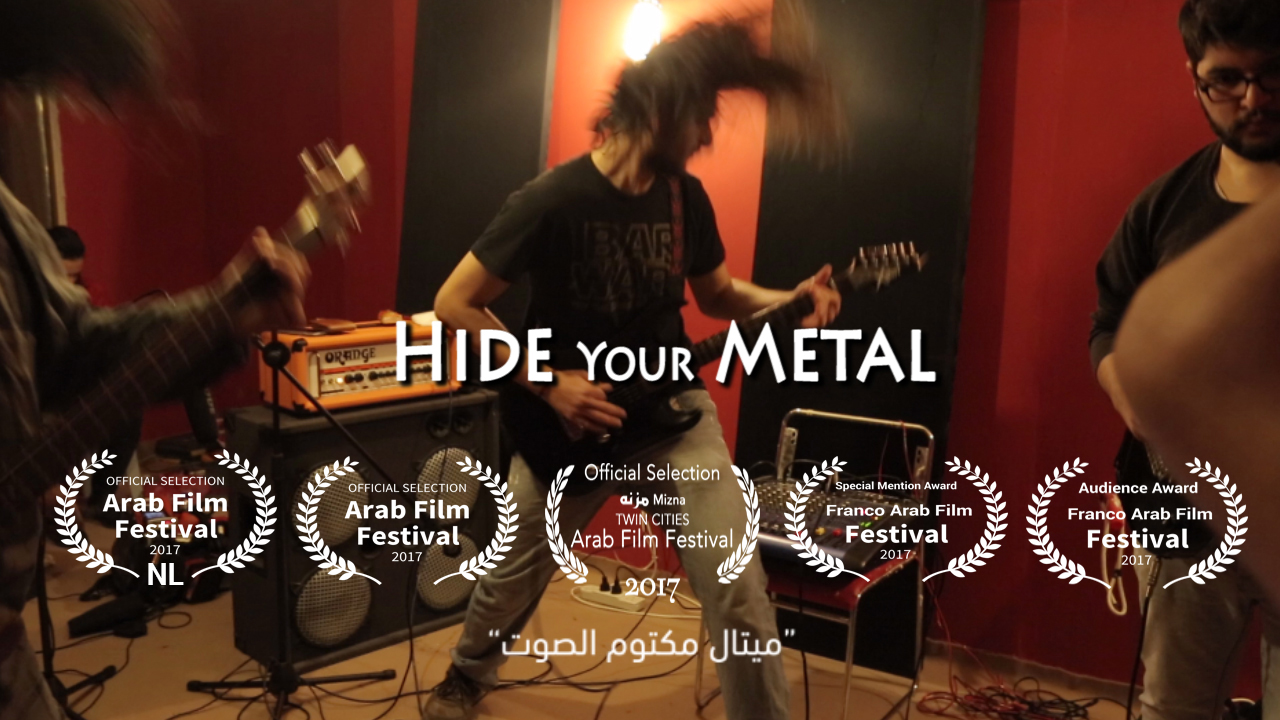 ORANGE
HIDE YOUR METAL
OFFICIAL SELECTION
Arab Film
Festival
2017
NL
OFFICIAL SELECTION
Arab Film
Festival
2017
Official Selection
مزنه Mizna
TWIN CITIES
Arab Film Festival
2017
Special Mention Award
Franco Arab Film
Festival
2017
Audience Award
Franco Arab Film
Festival
2017
”ميتال مكتوم الصوت“